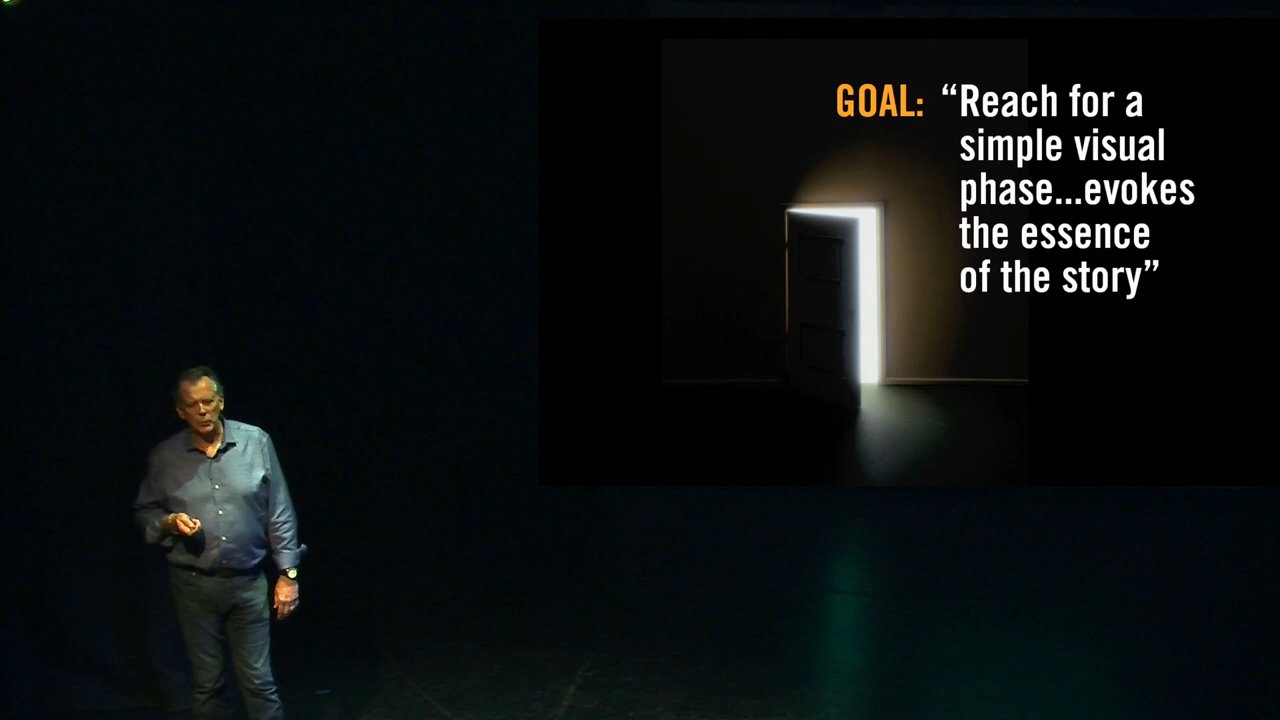 GOAL: “Reach for a
simple visual
phase...evokes
the essence
of the story”